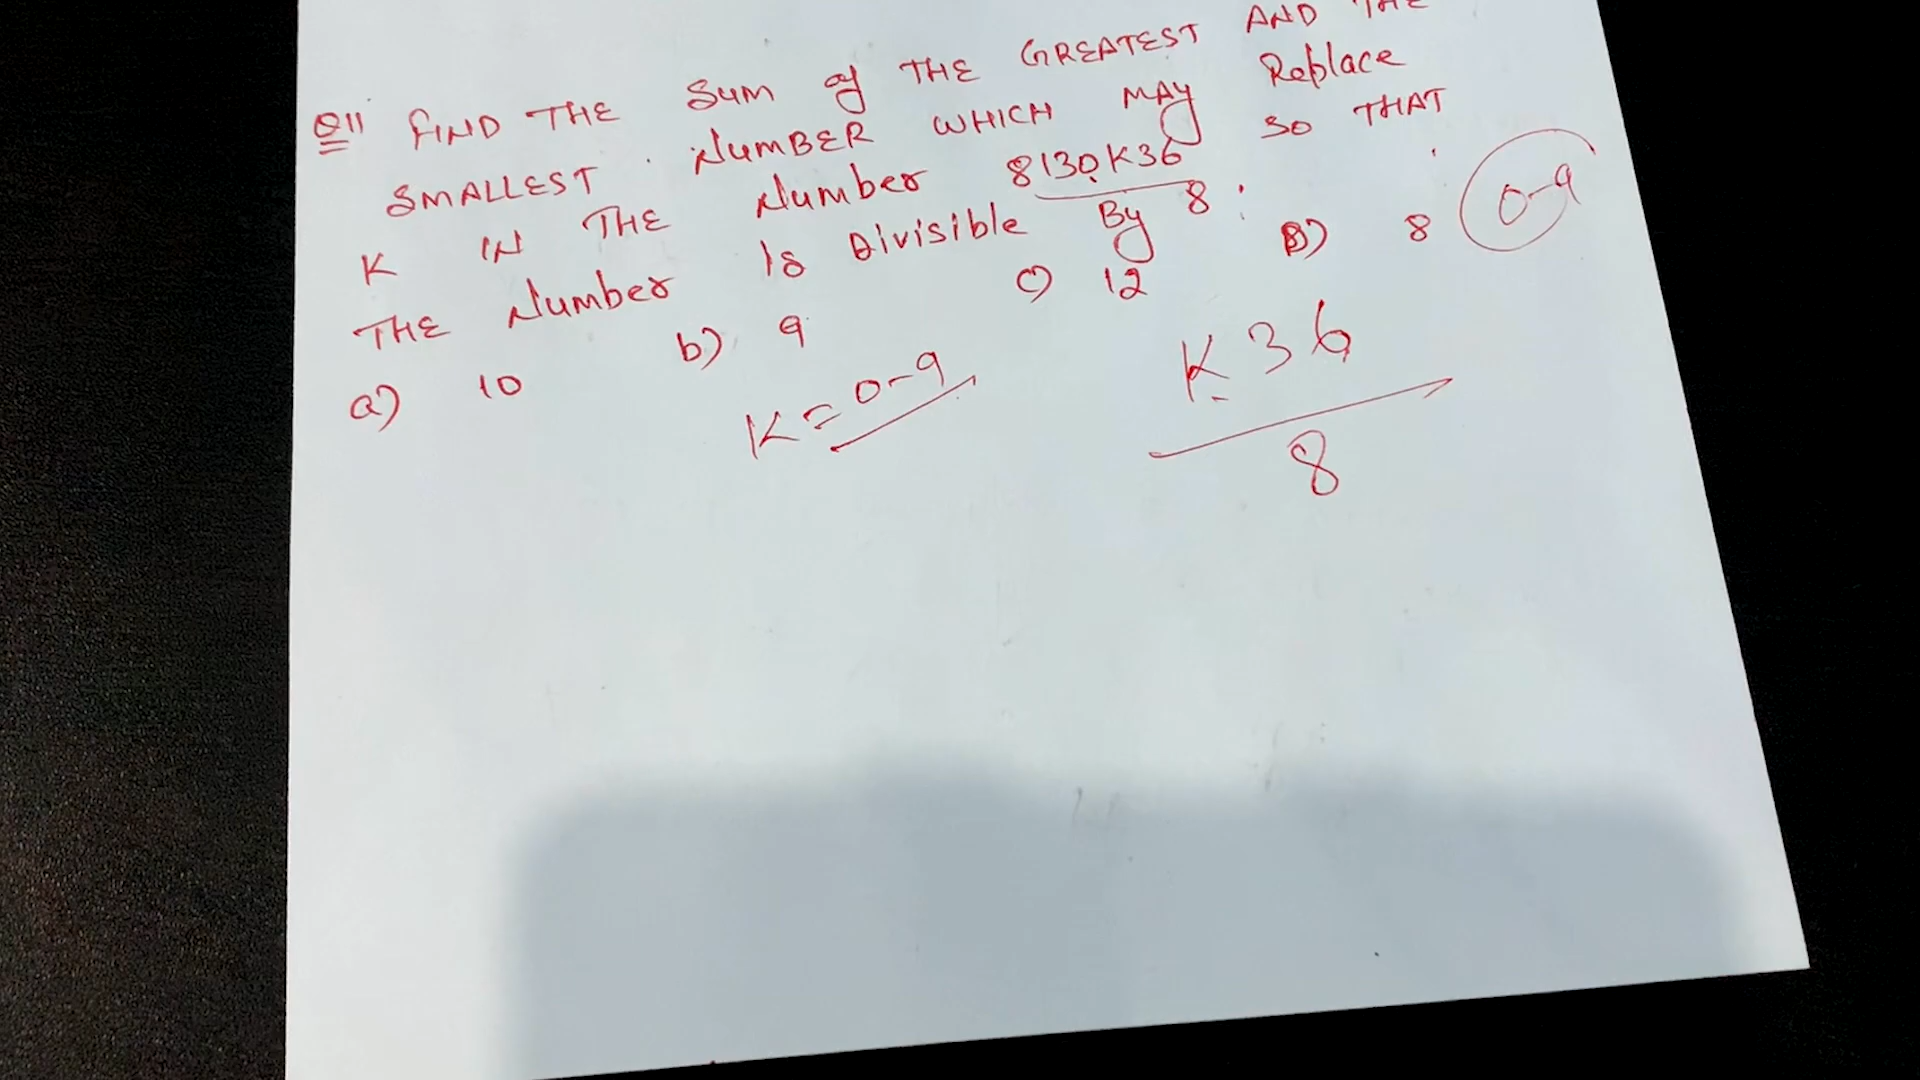 Q11 FIND THE SUM of THE GREATEST AND THE
SMALLEST NUMBER WHICH MAY Replace
K IN THE Number 8130K36 SO THAT
THE Number Is Divisible By 8:
a) 10 b) 9 c) 12 D) 8
0-9
K = 0-9
K36
8